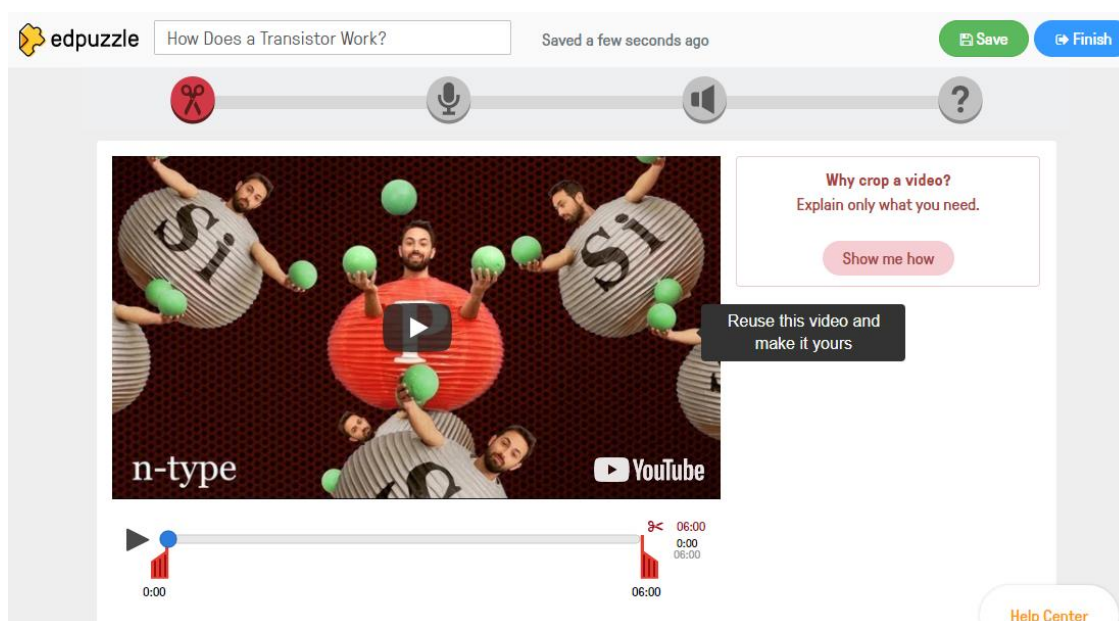 edpuzzle
How Does a Transistor Work?
Saved a few seconds ago
Save
Finish
?
Why crop a video?
Explain only what you need.
Show me how
Reuse this video and
make it yours
Si
Si
P
S
n-type
YouTube
06:00
0:00
06:00
0:00
06:00
Help Center